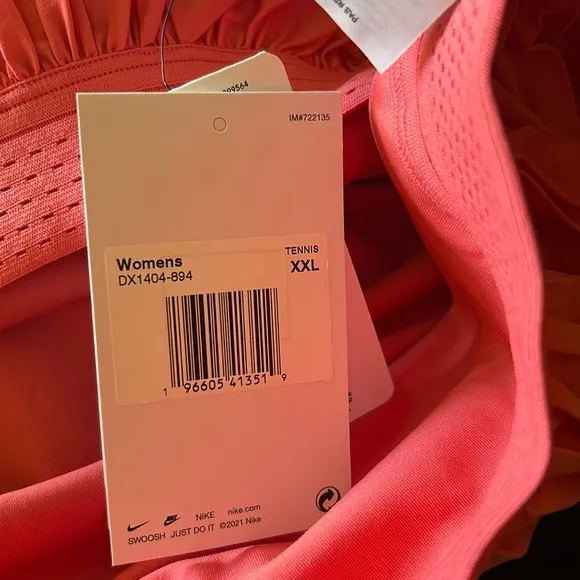 99564
IM#722135
Womens
DX1404-894
TENNIS
XXL
1 96605 41351 9
NIKE nike.com
SWOOSH JUST DO IT ©2021 Nike